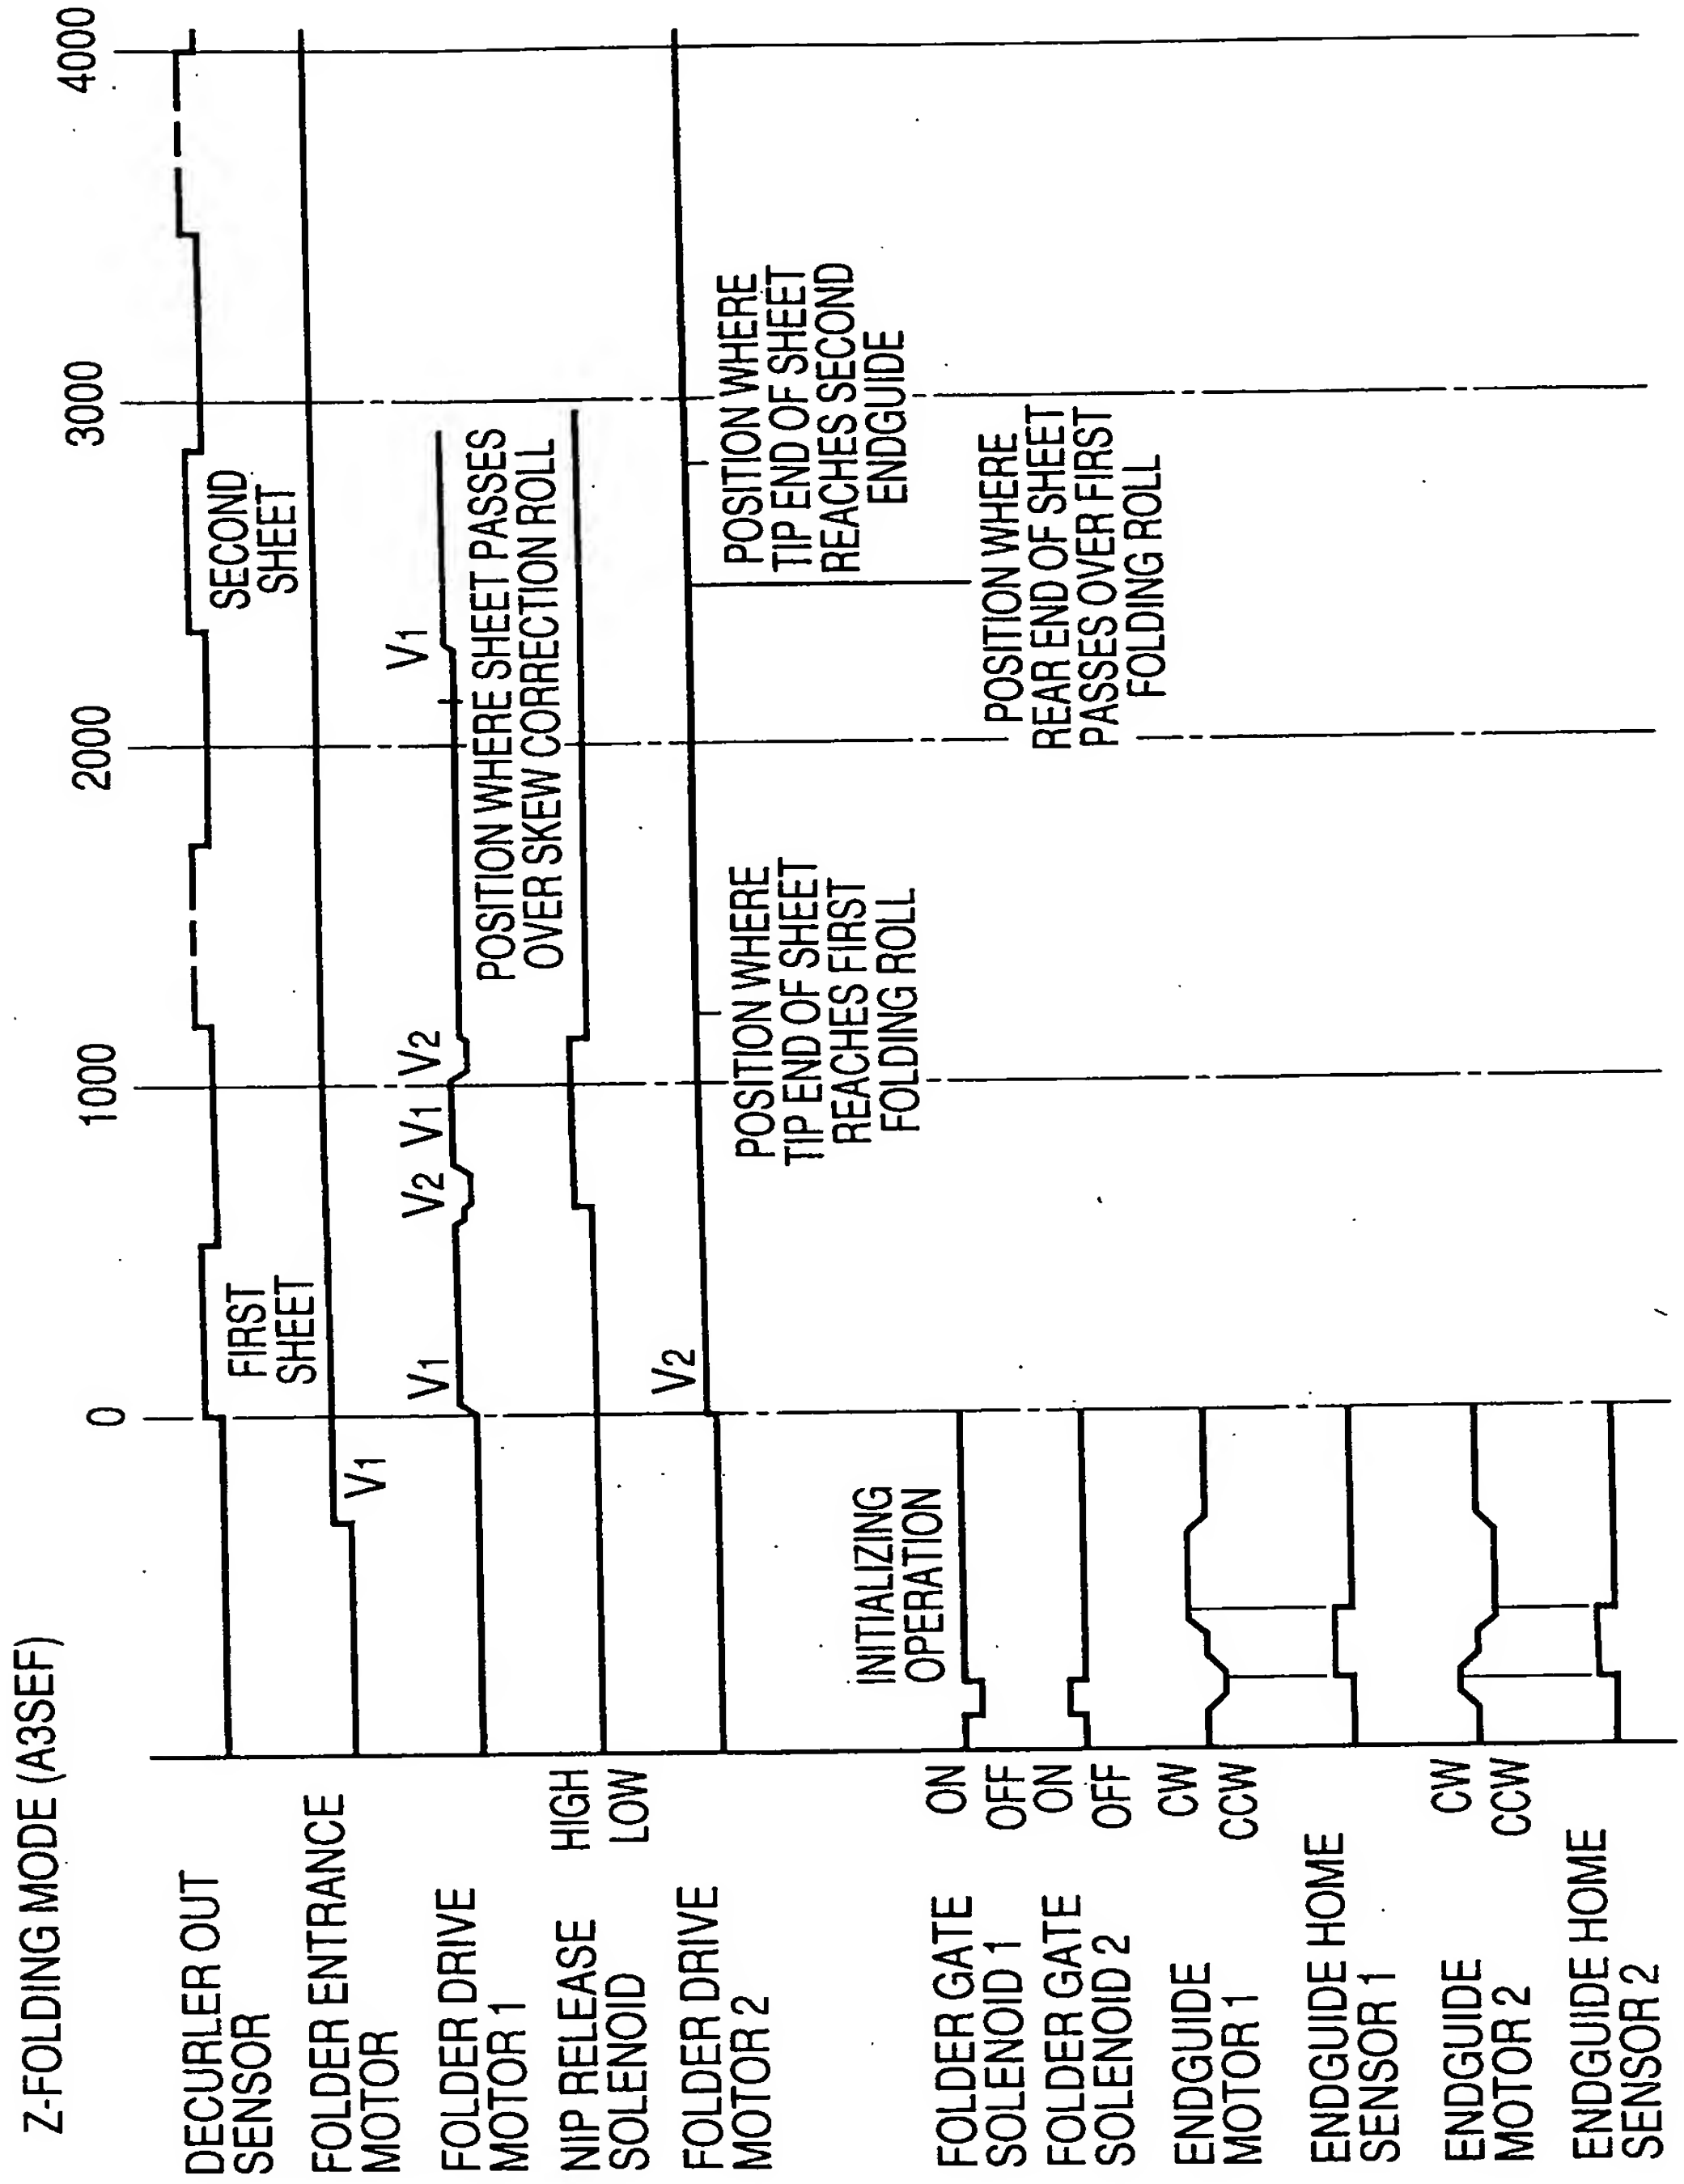 Z-FOLDING MODE (A3SEF)
0
1000
2000
3000
4000
DECURLER OUT
SENSOR
FIRST
SHEET
SECOND
SHEET
FOLDER ENTRANCE
MOTOR
V1
FOLDER DRIVE
MOTOR 1
V1
V2
V1
V2
V1
POSITION WHERE SHEET PASSES
OVER SKEW CORRECTION ROLL
NIP RELEASE
SOLENOID
HIGH
LOW
FOLDER DRIVE
MOTOR 2
V2
POSITION WHERE
TIP END OF SHEET
REACHES FIRST
FOLDING ROLL
POSITION WHERE
TIP END OF SHEET
REACHES SECOND
ENDGUIDE
POSITION WHERE
REAR END OF SHEET
PASSES OVER FIRST
FOLDING ROLL
INITIALIZING
OPERATION
FOLDER GATE
SOLENOID 1
ON
OFF
FOLDER GATE
SOLENOID 2
ON
OFF
ENDGUIDE
MOTOR 1
CW
CCW
ENDGUIDE HOME
SENSOR 1
ENDGUIDE
MOTOR 2
CW
CCW
ENDGUIDE HOME
SENSOR 2